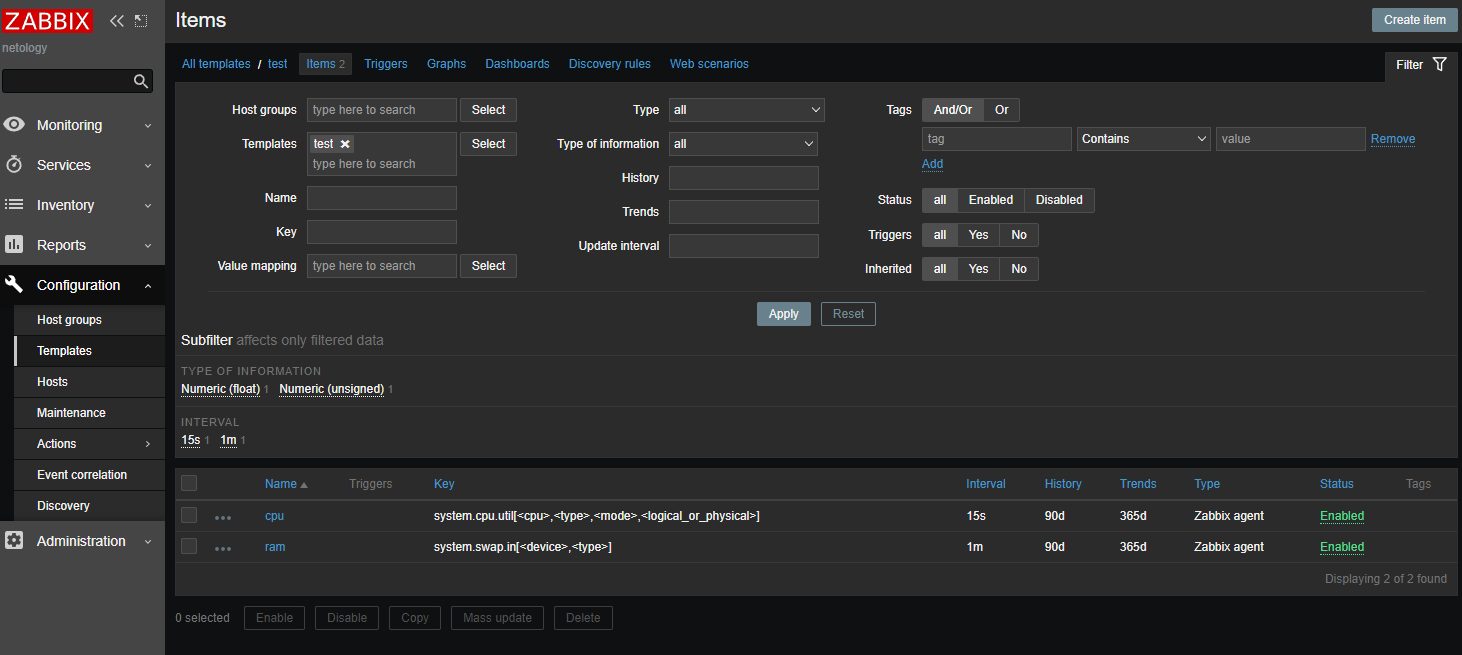 ZABBIX
netology
Monitoring
Services
Inventory
Reports
Configuration
Host groups
Templates
Hosts
Maintenance
Actions
Event correlation
Discovery
Administration
Items
Create item
All templates / test Items 2 Triggers Graphs Dashboards Discovery rules Web scenarios
Filter
Host groups type here to search Select
Templates test type here to search Select
Name
Key
Value mapping type here to search Select
Type all
Type of information all
History
Trends
Update interval
Tags And/Or Or
tag Contains value Remove
Add
Status all Enabled Disabled
Triggers all Yes No
Inherited all Yes No
Apply Reset
Subfilter affects only filtered data
TYPE OF INFORMATION
Numeric (float) 1 Numeric (unsigned) 1
INTERVAL
15s 1 1m 1
Name Triggers Key Interval History Trends Type Status Tags
cpu system.cpu.util[<cpu>,<type>,<mode>,<logical_or_physical>] 15s 90d 365d Zabbix agent Enabled
ram system.swap.in[<device>,<type>] 1m 90d 365d Zabbix agent Enabled
Displaying 2 of 2 found
0 selected Enable Disable Copy Mass update Delete